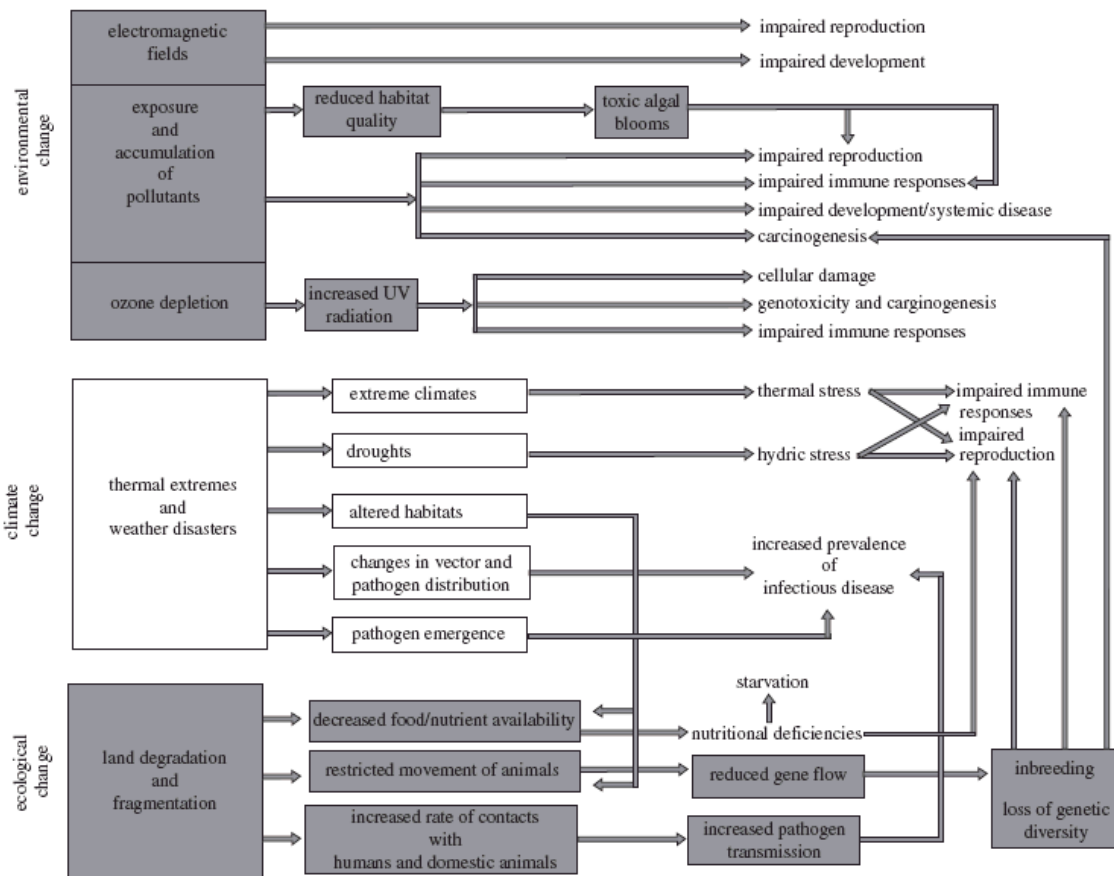 environmental
change
electromagnetic
fields
impaired reproduction
impaired development
exposure
and
accumulation
of
pollutants
reduced habitat
quality
toxic algal
blooms
impaired reproduction
impaired immune responses
impaired development/systemic disease
carcinogenesis
ozone depletion
increased UV
radiation
cellular damage
genotoxicity and carginogenesis
impaired immune responses
climate
change
thermal extremes
and
weather disasters
extreme climates
thermal stress
impaired immune
responses
impaired
reproduction
droughts
hydric stress
altered habitats
changes in vector and
pathogen distribution
increased prevalence
of
infectious disease
pathogen emergence
ecological
change
land degradation
and
fragmentation
decreased food/nutrient availability
starvation
nutritional deficiencies
restricted movement of animals
reduced gene flow
inbreeding
loss of genetic
diversity
increased rate of contacts
with
humans and domestic animals
increased pathogen
transmission